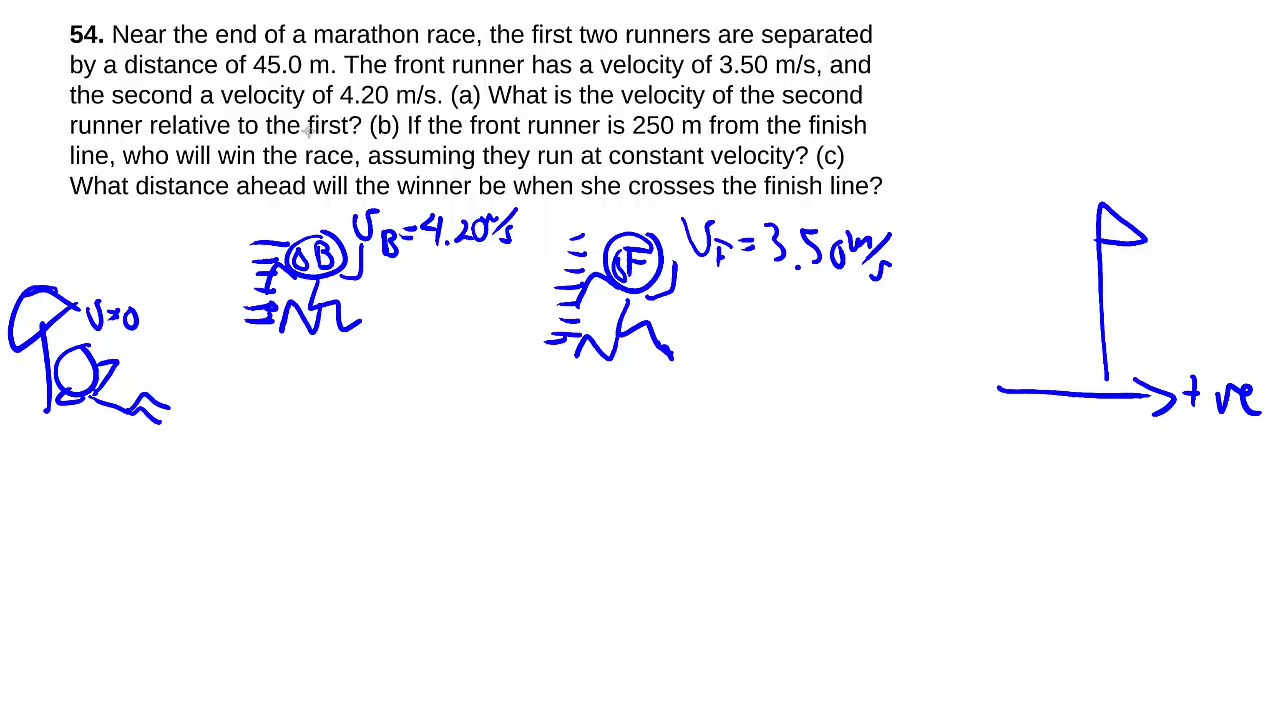 54. Near the end of a marathon race, the first two runners are separated
by a distance of 45.0 m. The front runner has a velocity of 3.50 m/s, and
the second a velocity of 4.20 m/s. (a) What is the velocity of the second
runner relative to the first? (b) If the front runner is 250 m from the finish
line, who will win the race, assuming they run at constant velocity? (c)
What distance ahead will the winner be when she crosses the finish line?
V_B = 4.20 m/s
V_F = 3.50 m/s
B
F
V=0
+ve